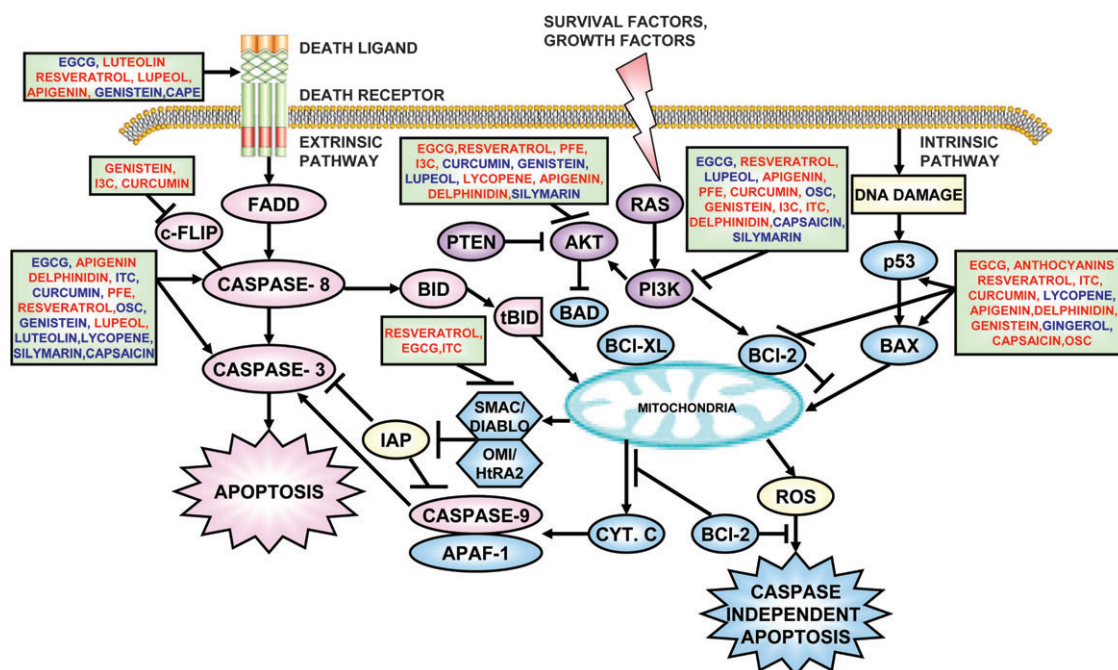 SURVIVAL FACTORS,
GROWTH FACTORS
DEATH LIGAND
EGCG, LUTEOLIN
RESVERATROL, LUPEOL,
APIGENIN, GENISTEIN,CAPE
DEATH RECEPTOR
EXTRINSIC
PATHWAY
INTRINSIC
PATHWAY
GENISTEIN,
I3C, CURCUMIN
EGCG,RESVERATROL, PFE,
I3C, CURCUMIN, GENISTEIN,
LUPEOL, LYCOPENE, APIGENIN,
DELPHINIDIN,SILYMARIN
EGCG, RESVERATROL,
LUPEOL, APIGENIN,
PFE, CURCUMIN, OSC,
GENISTEIN, I3C, ITC,
DELPHINIDIN,CAPSAICIN,
SILYMARIN
DNA DAMAGE
FADD
RAS
c-FLIP
PTEN
AKT
p53
EGCG, APIGENIN
DELPHINIDIN, ITC,
CURCUMIN, PFE,
RESVERATROL,OSC,
GENISTEIN, LUPEOL,
LUTEOLIN,LYCOPENE,
SILYMARIN,CAPSAICIN
CASPASE- 8
BID
PI3K
EGCG, ANTHOCYANINS
RESVERATROL, ITC,
CURCUMIN, LYCOPENE,
APIGENIN,DELPHINIDIN,
GENISTEIN,GINGEROL,
CAPSAICIN,OSC
tBID
BAD
RESVERATROL,
EGCG,ITC
BCl-XL
BCl-2
BAX
CASPASE- 3
MITOCHONDRIA
SMAC/
DIABLO
IAP
OMI/
HtRA2
APOPTOSIS
ROS
CASPASE-9
CYT. C
BCl-2
APAF-1
CASPASE
INDEPENDENT
APOPTOSIS